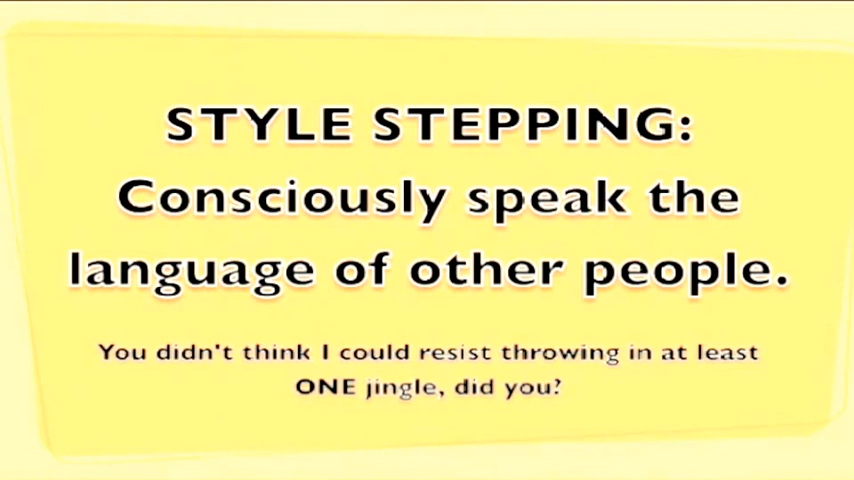 STYLE STEPPING:
Consciously speak the
language of other people.
You didn't think I could resist throwing in at least
ONE jingle, did you?